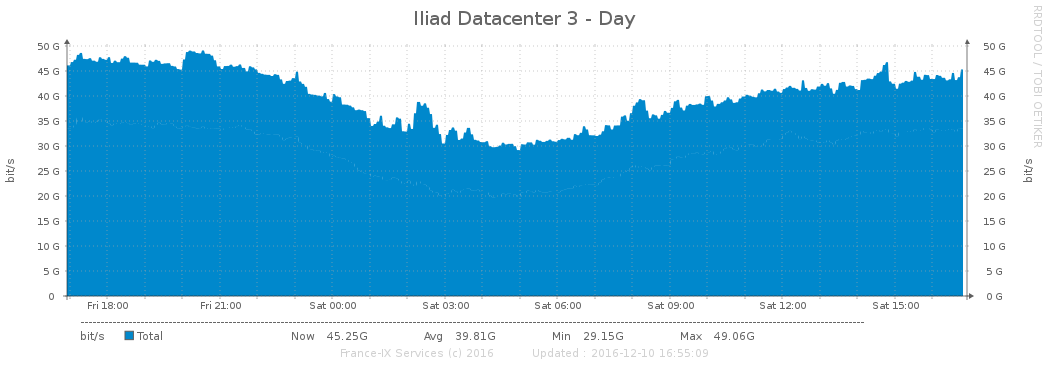 Iliad Datacenter 3 - Day
RRDTOOL / TOBI OETIKER
50 G 50 G
45 G 45 G
40 G 40 G
35 G 35 G
30 G 30 G
25 G 25 G
20 G 20 G
15 G 15 G
10 G 10 G
5 G 5 G
0 0 G
bit/s bit/s
Fri 18:00 Fri 21:00 Sat 00:00 Sat 03:00 Sat 06:00 Sat 09:00 Sat 12:00 Sat 15:00
bit/s Total Now 45.25G Avg 39.81G Min 29.15G Max 49.06G
France-IX Services (c) 2016 Updated : 2016-12-10 16:55:09